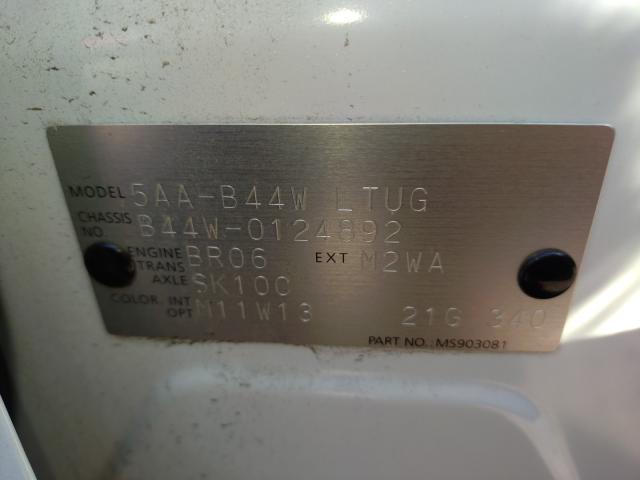 MODEL 5AA-B44W LTUG
CHASSIS NO. B44W-0124892
ENGINE BR06 EXT M2WA
TRANS AXLE SK100
COLOR. INT M11W13 21G 340
OPT
PART NO.: MS903081